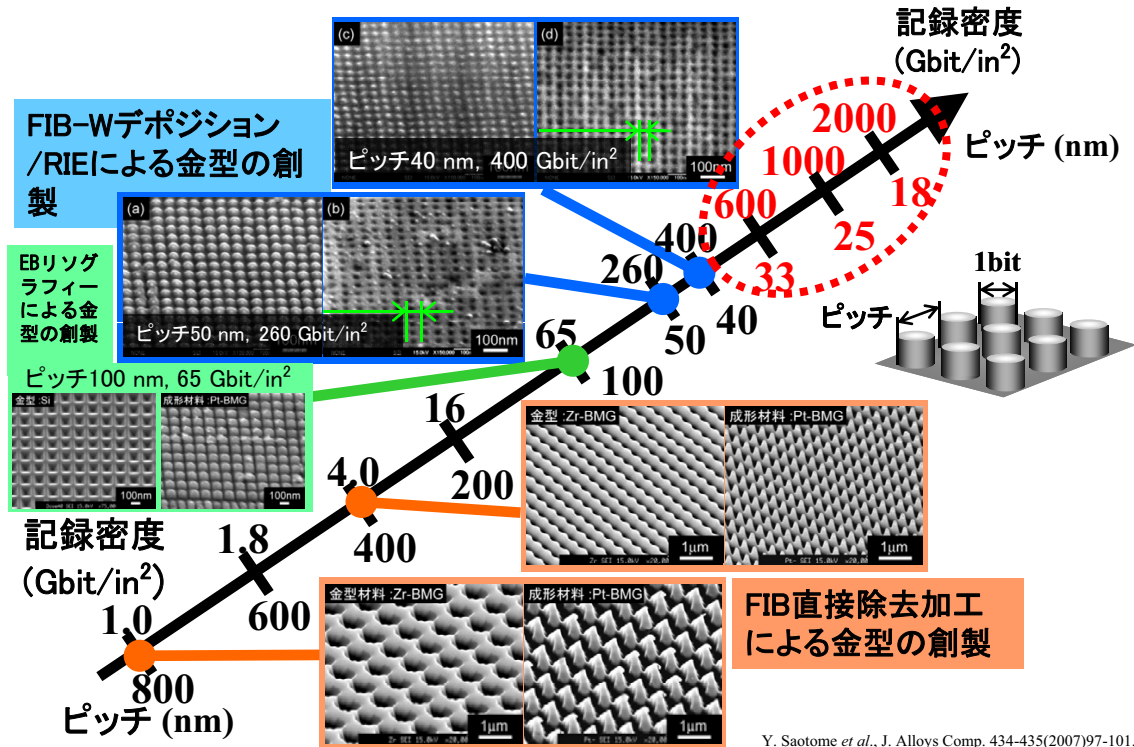 (c)
(d)
ピッチ40 nm, 400 Gbit/in²
100nm
記録密度
(Gbit/in²)
ピッチ (nm)
FIB-Wデポジション
/RIEによる金型の創
製
(a)
(b)
ピッチ50 nm, 260 Gbit/in²
100nm
EBリソグ
ラフィー
による金
型の創製
ピッチ100 nm, 65 Gbit/in²
金型 :Si
成形材料 :Pt-BMG
100nm
100nm
2000
1000
600
400
260
65
16
4.0
1.8
1.0
18
25
33
40
50
100
200
400
600
800
1bit
ピッチ
金型 :Zr-BMG
成形材料 :Pt-BMG
1μm
1μm
記録密度
(Gbit/in²)
ピッチ (nm)
金型材料 :Zr-BMG
成形材料 :Pt-BMG
1μm
1μm
FIB直接除去加工
による金型の創製
Y. Saotome et al., J. Alloys Comp. 434-435(2007)97-101.